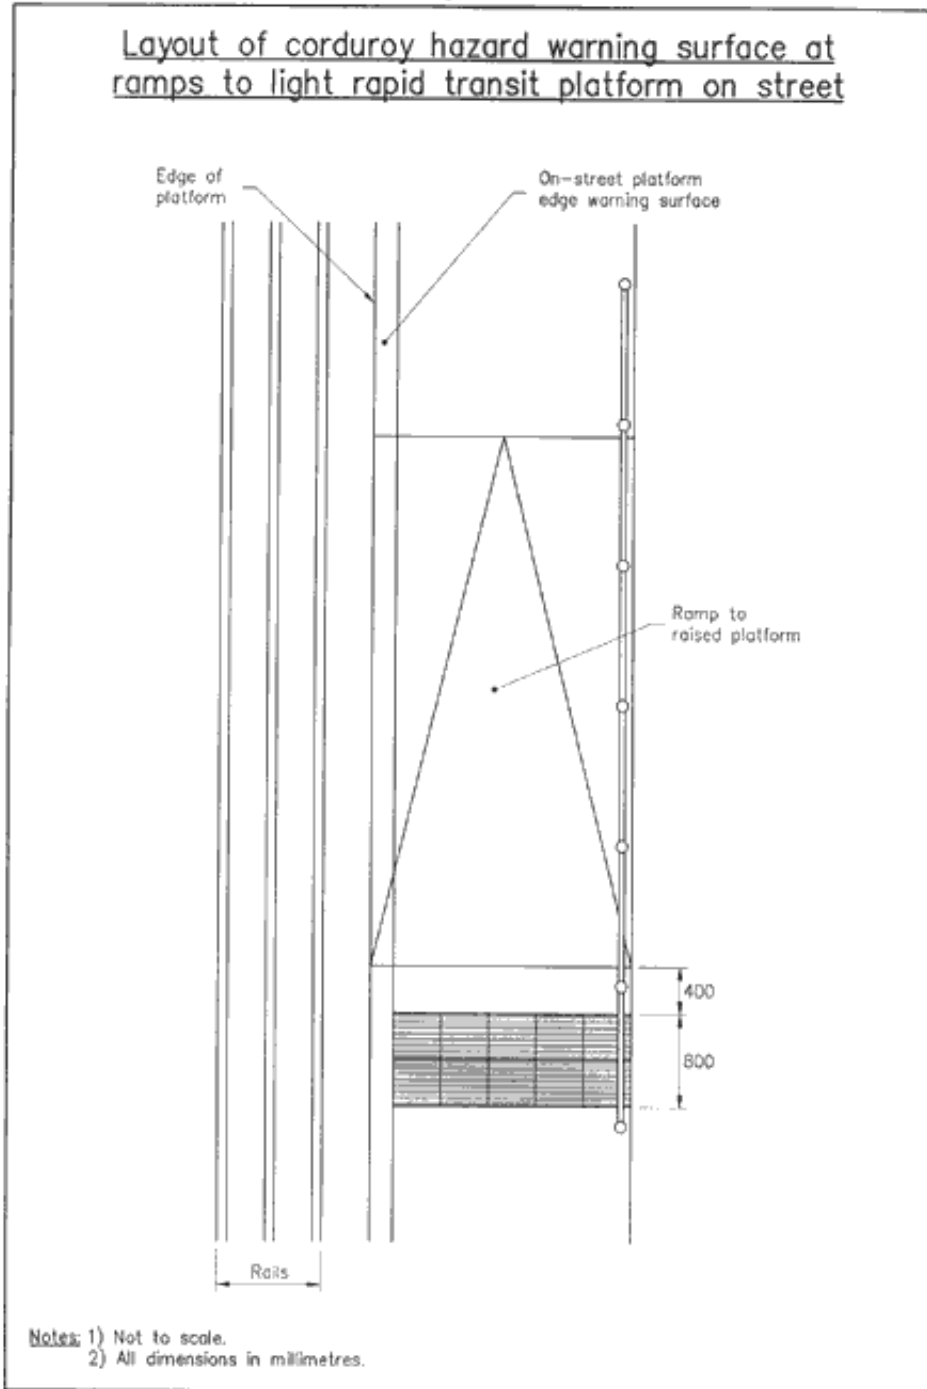 Layout of corduroy hazard warning surface at
ramps to light rapid transit platform on street
Edge of
platform
On-street platform
edge warning surface
Ramp to
raised platform
400
800
Rails
Notes: 1) Not to scale.
2) All dimensions in millimetres.